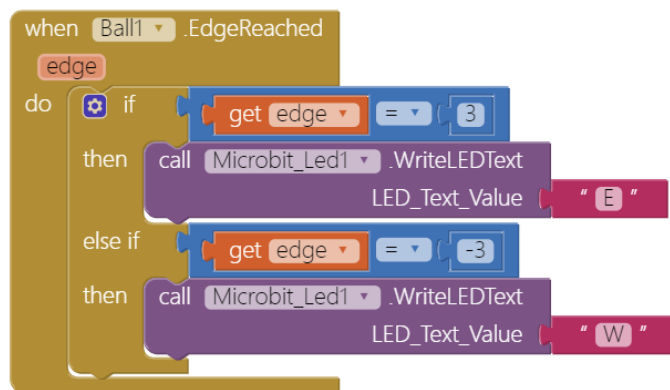 when Ball1 .EdgeReached
edge
do if get edge = 3
then call Microbit_Led1 .WriteLEDText
LED_Text_Value " E "
else if get edge = -3
then call Microbit_Led1 .WriteLEDText
LED_Text_Value " W "